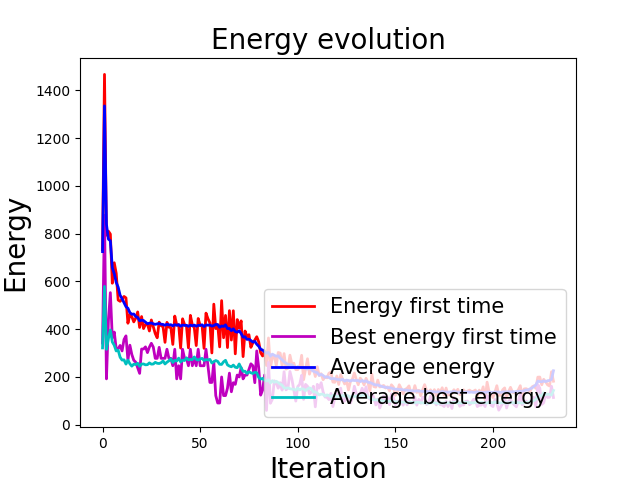 Energy evolution
Energy
1400
1200
1000
800
600
400
200
0
Energy first time
Best energy first time
Average energy
Average best energy
0
50
100
150
200
Iteration